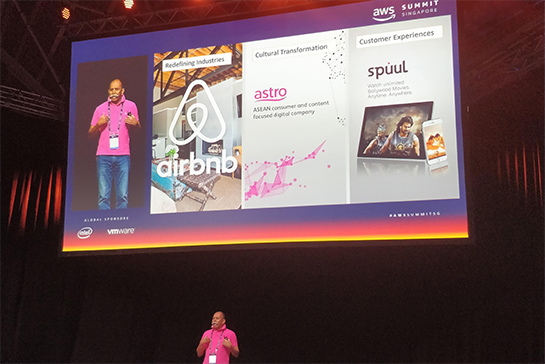 aws SUMMIT
SINGAPORE
Redefining Industries
airbnb
Cultural Transformation
astro
ASEAN consumer and content
focused digital company
Customer Experiences
spuul
Watch unlimited
Bollywood Movies.
Anytime, Anywhere.
GLOBAL SPONSORS
intel
vmware
#AWSSUMMITSG